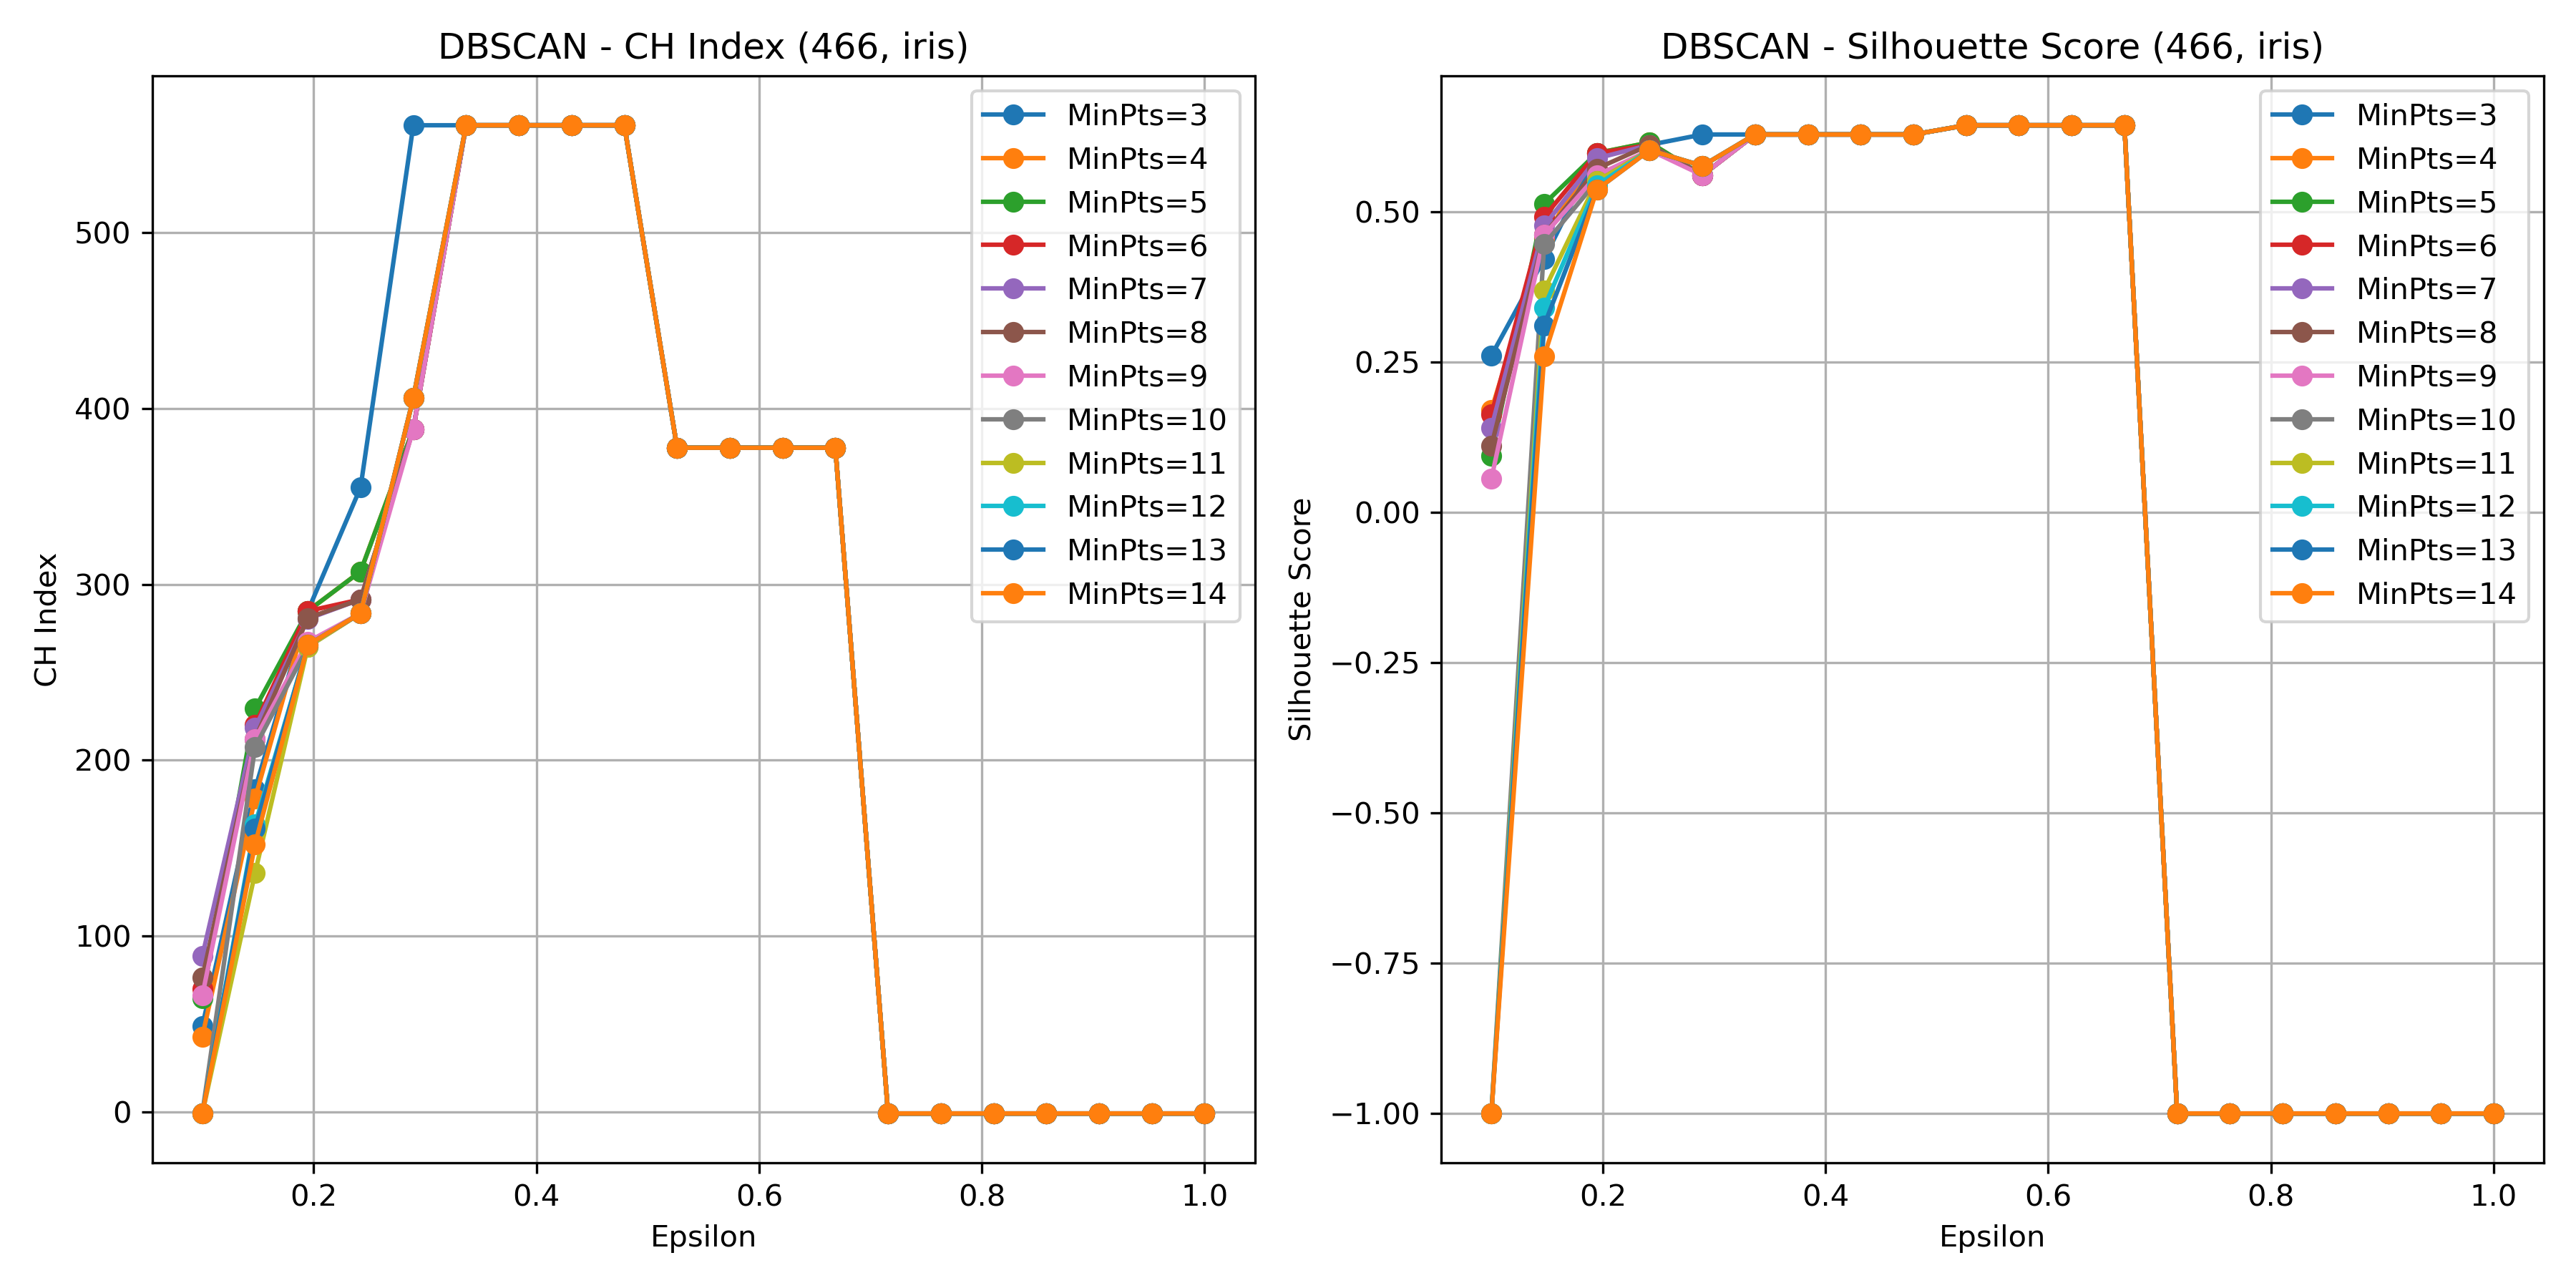 DBSCAN - CH Index (466, iris)
CH Index
500
400
300
200
100
0
0.2 0.4 0.6 0.8 1.0
Epsilon
MinPts=3
MinPts=4
MinPts=5
MinPts=6
MinPts=7
MinPts=8
MinPts=9
MinPts=10
MinPts=11
MinPts=12
MinPts=13
MinPts=14
DBSCAN - Silhouette Score (466, iris)
Silhouette Score
0.50
0.25
0.00
−0.25
−0.50
−0.75
−1.00
0.2 0.4 0.6 0.8 1.0
Epsilon
MinPts=3
MinPts=4
MinPts=5
MinPts=6
MinPts=7
MinPts=8
MinPts=9
MinPts=10
MinPts=11
MinPts=12
MinPts=13
MinPts=14